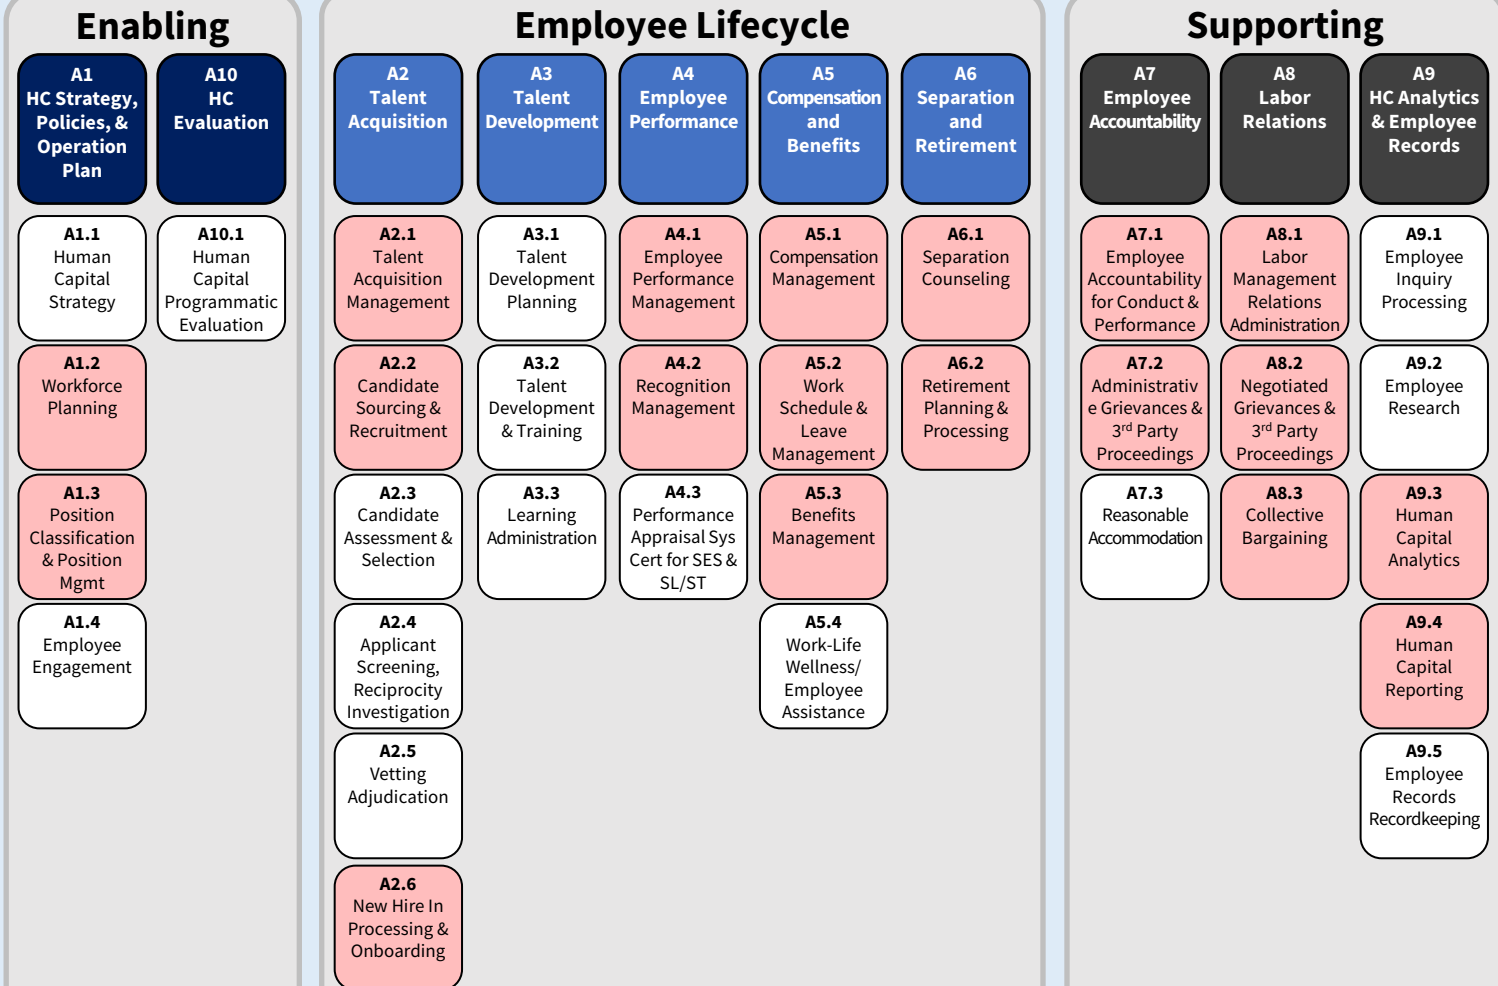 Enabling
A1
HC Strategy,
Policies, &
Operation
Plan
A10
HC
Evaluation
A1.1
Human
Capital
Strategy
A10.1
Human
Capital
Programmatic
Evaluation
A1.2
Workforce
Planning
A1.3
Position
Classification
& Position
Mgmt
A1.4
Employee
Engagement
Employee Lifecycle
A2
Talent
Acquisition
A3
Talent
Development
A4
Employee
Performance
A5
Compensation
and
Benefits
A6
Separation
and
Retirement
A2.1
Talent
Acquisition
Management
A3.1
Talent
Development
Planning
A4.1
Employee
Performance
Management
A5.1
Compensation
Management
A6.1
Separation
Counseling
A2.2
Candidate
Sourcing &
Recruitment
A3.2
Talent
Development
& Training
A4.2
Recognition
Management
A5.2
Work
Schedule &
Leave
Management
A6.2
Retirement
Planning &
Processing
A2.3
Candidate
Assessment &
Selection
A3.3
Learning
Administration
A4.3
Performance
Appraisal Sys
Cert for SES &
SL/ST
A5.3
Benefits
Management
A2.4
Applicant
Screening,
Reciprocity
Investigation
A5.4
Work-Life
Wellness/
Employee
Assistance
A2.5
Vetting
Adjudication
A2.6
New Hire In
Processing &
Onboarding
Supporting
A7
Employee
Accountability
A8
Labor
Relations
A9
HC Analytics
& Employee
Records
A7.1
Employee
Accountability
for Conduct &
Performance
A8.1
Labor
Management
Relations
Administration
A9.1
Employee
Inquiry
Processing
A7.2
Administrativ
e Grievances &
3rd Party
Proceedings
A8.2
Negotiated
Grievances &
3rd Party
Proceedings
A9.2
Employee
Research
A7.3
Reasonable
Accommodation
A8.3
Collective
Bargaining
A9.3
Human
Capital
Analytics
A9.4
Human
Capital
Reporting
A9.5
Employee
Records
Recordkeeping